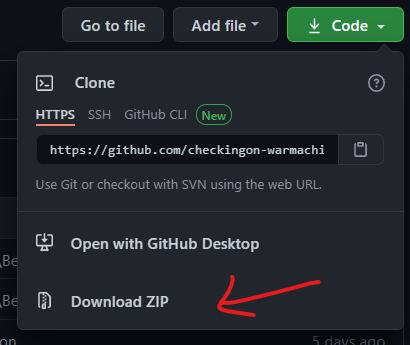 Go to file
Add file
Code
Clone
HTTPS SSH GitHub CLI New
https://github.com/checkingon-warmachi
Use Git or checkout with SVN using the web URL.
Open with GitHub Desktop
\Be
Download ZIP
\Be
on
5 days ago